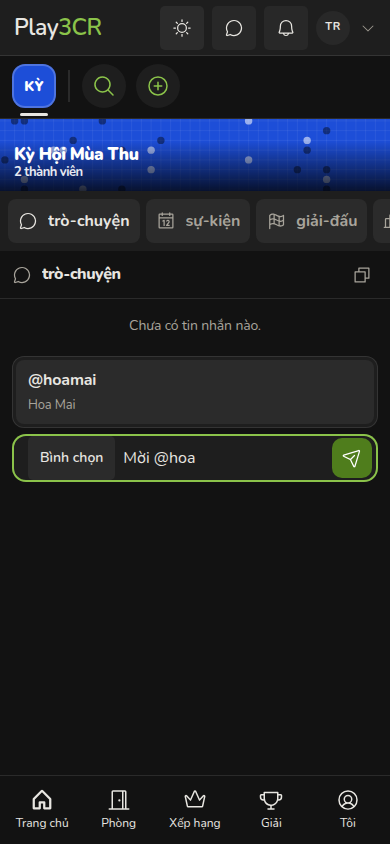 Play3CR
TR
KỲ
Kỳ Hội Mùa Thu
2 thành viên
trò-chuyện
12
sự-kiện
giải-đấu
trò-chuyện
Chưa có tin nhắn nào.
@hoamai
Hoa Mai
Bình chọn
Mời @hoa
Trang chủ
Phòng
Xếp hạng
Giải
Tôi